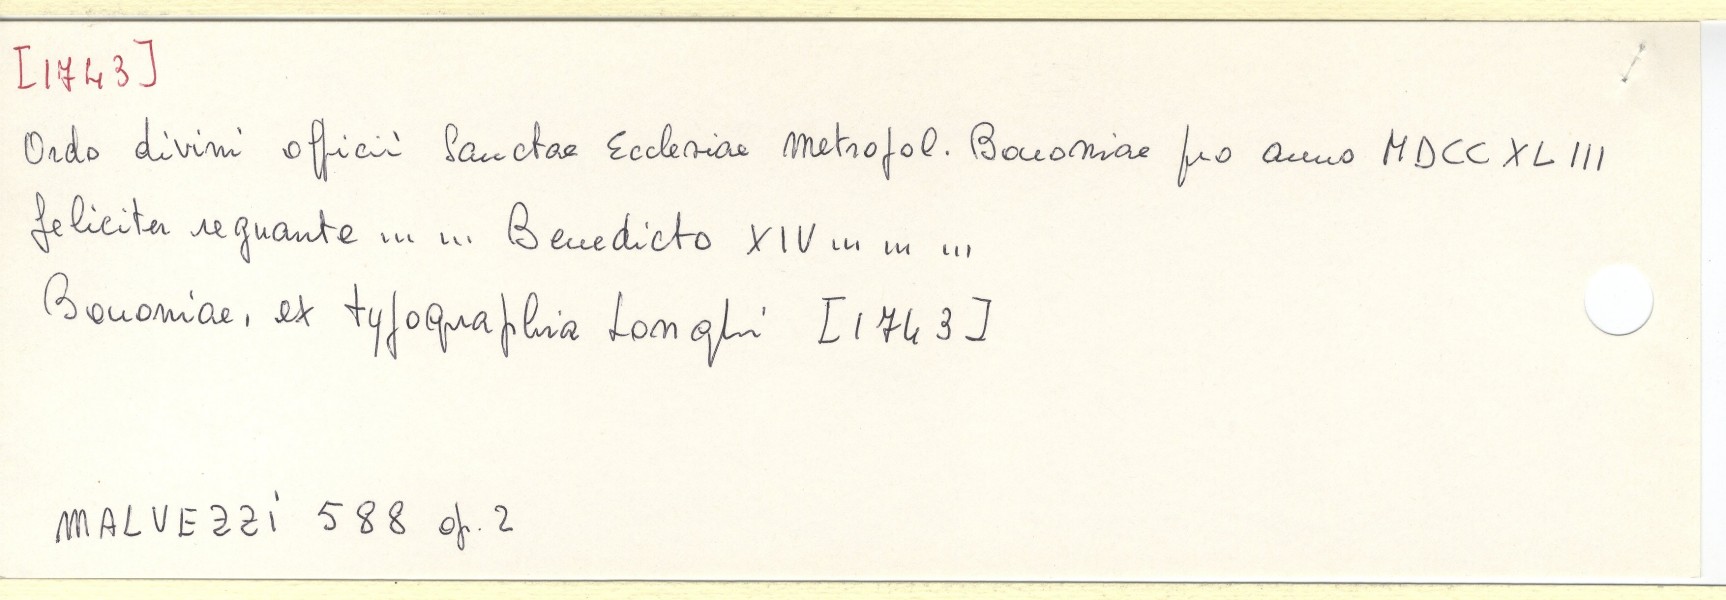 [1743]
Ordo divini officii Sanctae Ecclesiae Metropol. Bononiae pro anno MDCCXLIII
feliciter regnante ... ... Benedicto XIV ... ... ...
Bononiae, ex typographia Longhi [1743]
MALVEZZI 588 op. 2